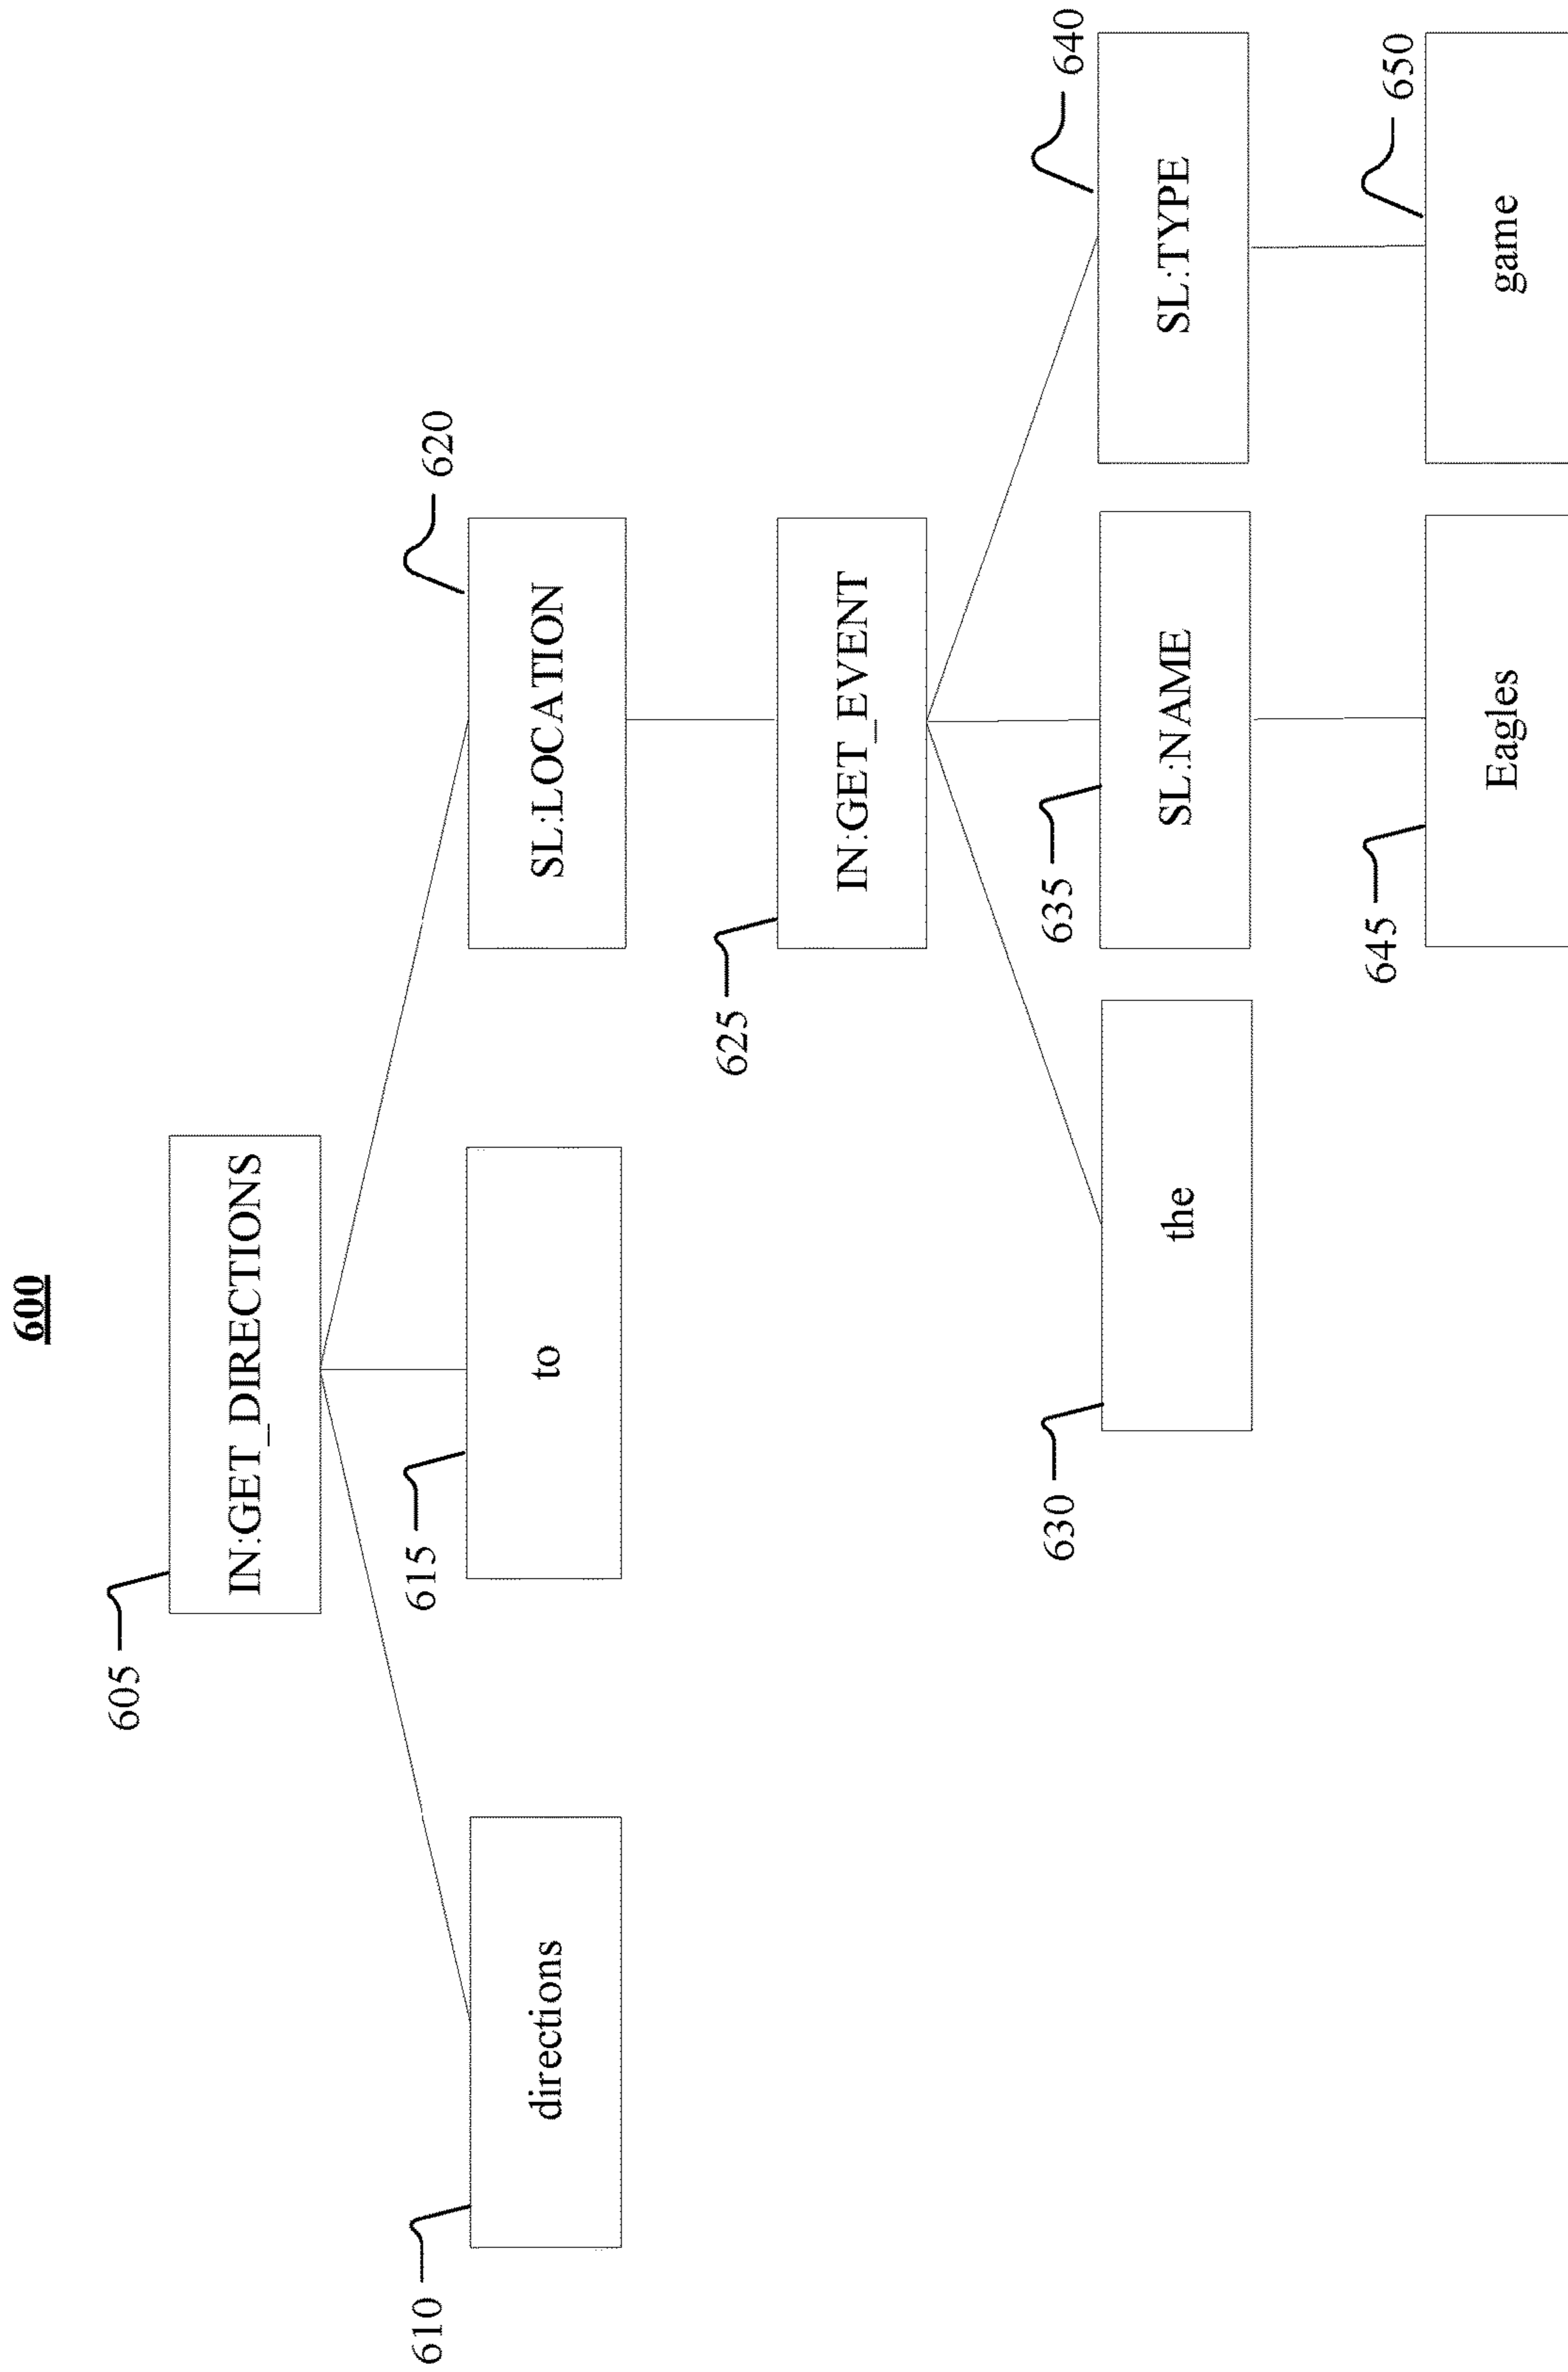 600
605
IN:GET_DIRECTIONS
610
directions
615
to
620
SL:LOCATION
625
IN:GET_EVENT
630
the
635
SL:NAME
640
SL:TYPE
645
Eagles
650
game